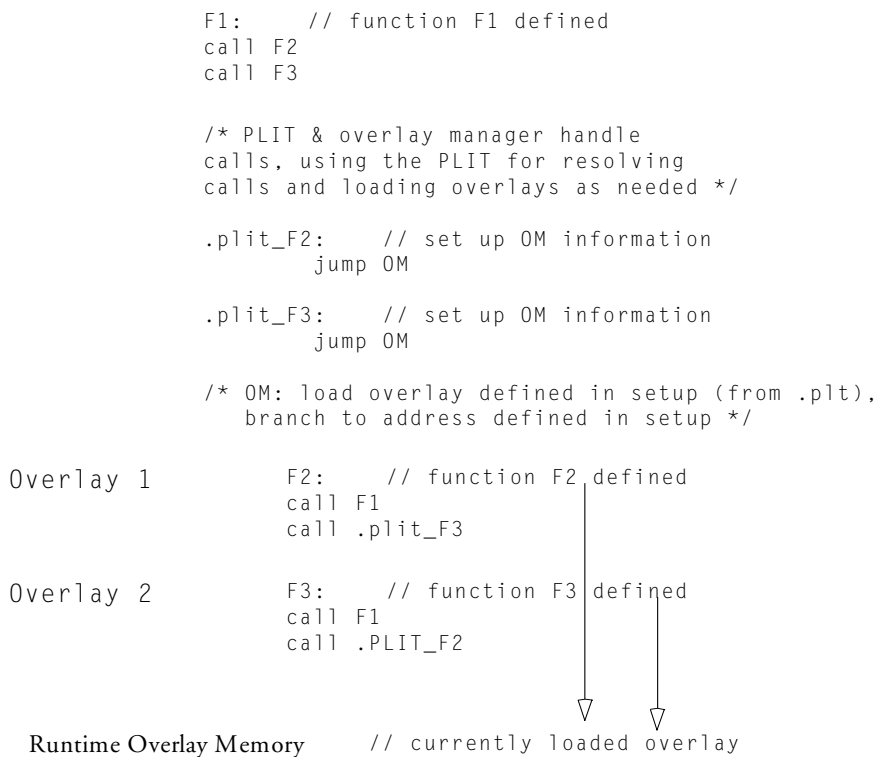 F1: // function F1 defined
call F2
call F3
/* PLIT & overlay manager handle
calls, using the PLIT for resolving
calls and loading overlays as needed */
.plit_F2: // set up OM information
jump OM
.plit_F3: // set up OM information
jump OM
/* OM: load overlay defined in setup (from .plt),
branch to address defined in setup */
Overlay 1 F2: // function F2 defined
call F1
call .plit_F3
Overlay 2 F3: // function F3 defined
call F1
call .PLIT_F2
Runtime Overlay Memory // currently loaded overlay